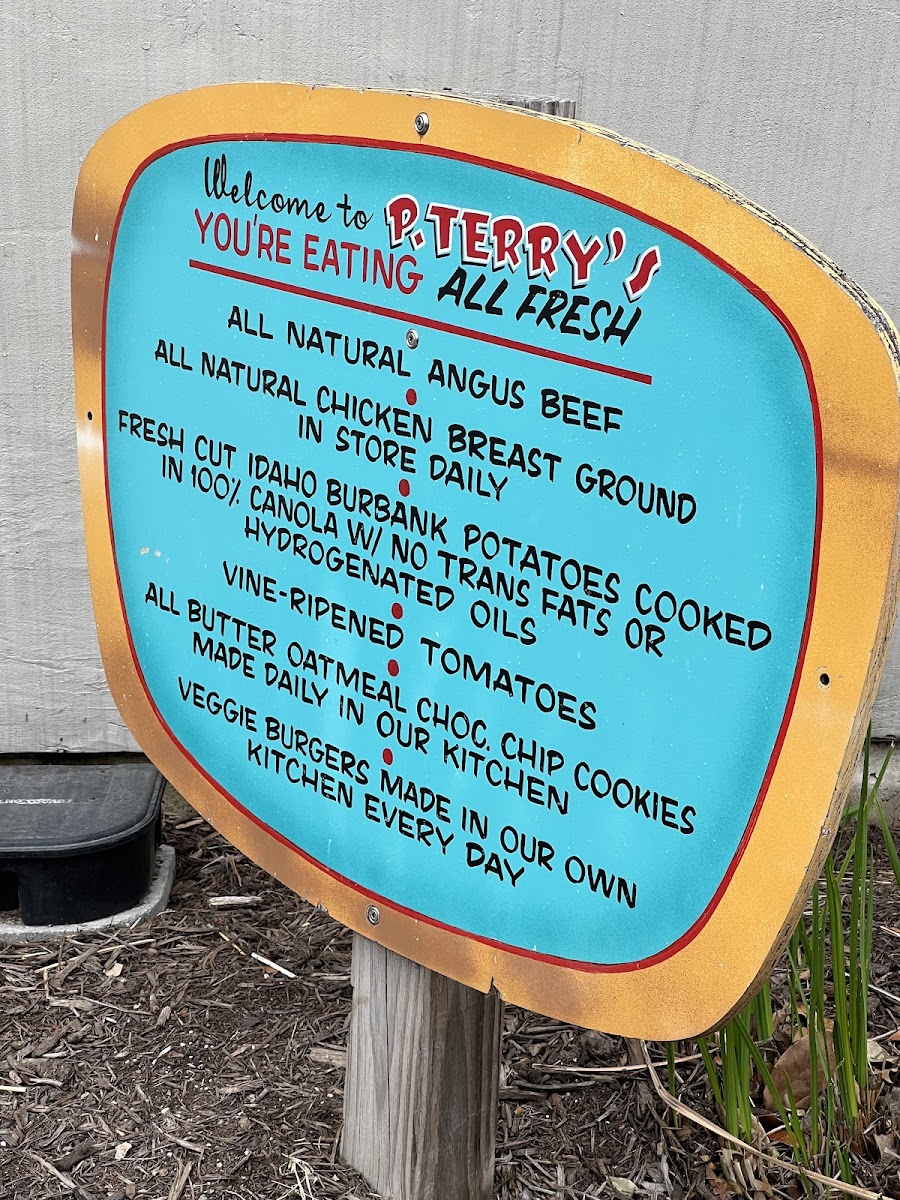 Welcome to P. TERRY'S
YOU'RE EATING ALL FRESH
ALL NATURAL ANGUS BEEF
ALL NATURAL CHICKEN BREAST GROUND
IN STORE DAILY
FRESH CUT IDAHO BURBANK POTATOES COOKED
IN 100% CANOLA W/ NO TRANS FATS OR
HYDROGENATED OILS
VINE-RIPENED TOMATOES
ALL BUTTER OATMEAL CHOC. CHIP COOKIES
MADE DAILY IN OUR KITCHEN
VEGGIE BURGERS MADE IN OUR OWN
KITCHEN EVERY DAY